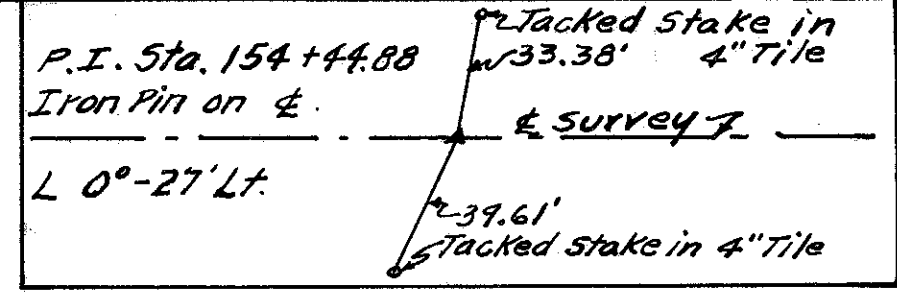 Tacked Stake in
P.I. Sta. 154+44.88
33.38' 4" Tile
Iron Pin on ℄.
℄ Survey
∠ 0°-27' Lt.
39.61'
Tacked Stake in 4" Tile